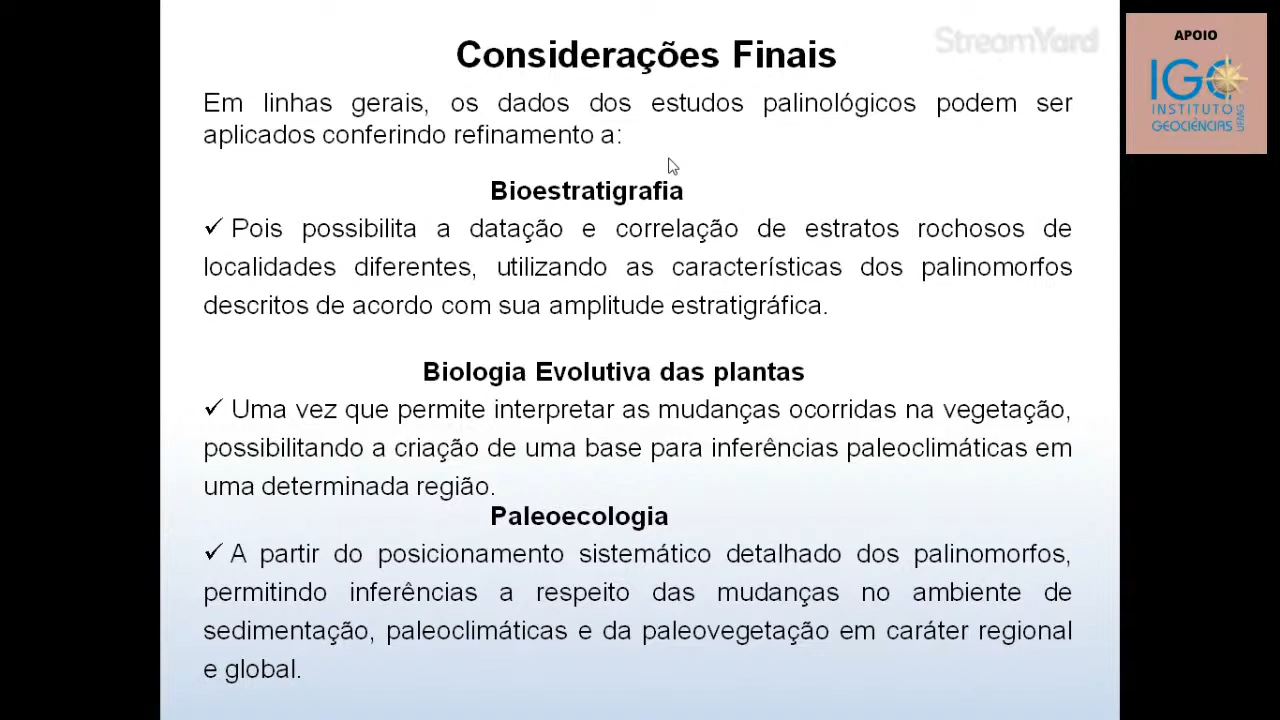 Considerações Finais
StreamYard
APOIO
IGC
INSTITUTO
GEOCIÊNCIAS
UFMG
Em linhas gerais, os dados dos estudos palinológicos podem ser
aplicados conferindo refinamento a:
Bioestratigrafia
✓ Pois possibilita a datação e correlação de estratos rochosos de
localidades diferentes, utilizando as características dos palinomorfos
descritos de acordo com sua amplitude estratigráfica.
Biologia Evolutiva das plantas
✓ Uma vez que permite interpretar as mudanças ocorridas na vegetação,
possibilitando a criação de uma base para inferências paleoclimáticas em
uma determinada região.
Paleoecologia
✓ A partir do posicionamento sistemático detalhado dos palinomorfos,
permitindo inferências a respeito das mudanças no ambiente de
sedimentação, paleoclimáticas e da paleovegetação em caráter regional
e global.